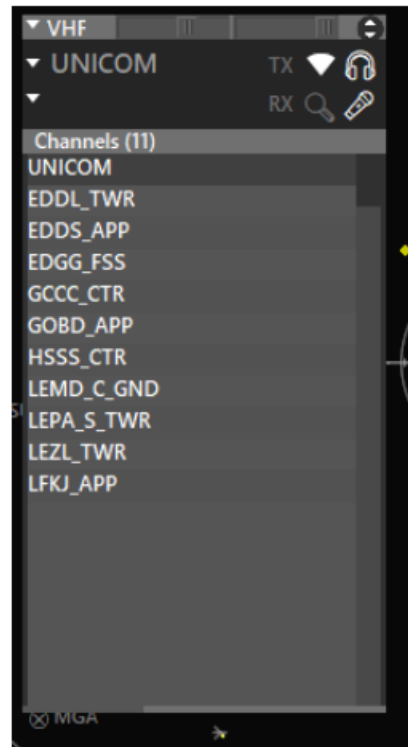 VHF
UNICOM TX
RX
Channels (11)
UNICOM
EDDL_TWR
EDDS_APP
EDGG_FSS
GCCC_CTR
GOBD_APP
HSSS_CTR
LEMD_C_GND
LEPA_S_TWR
LEZL_TWR
LFKJ_APP
MGA